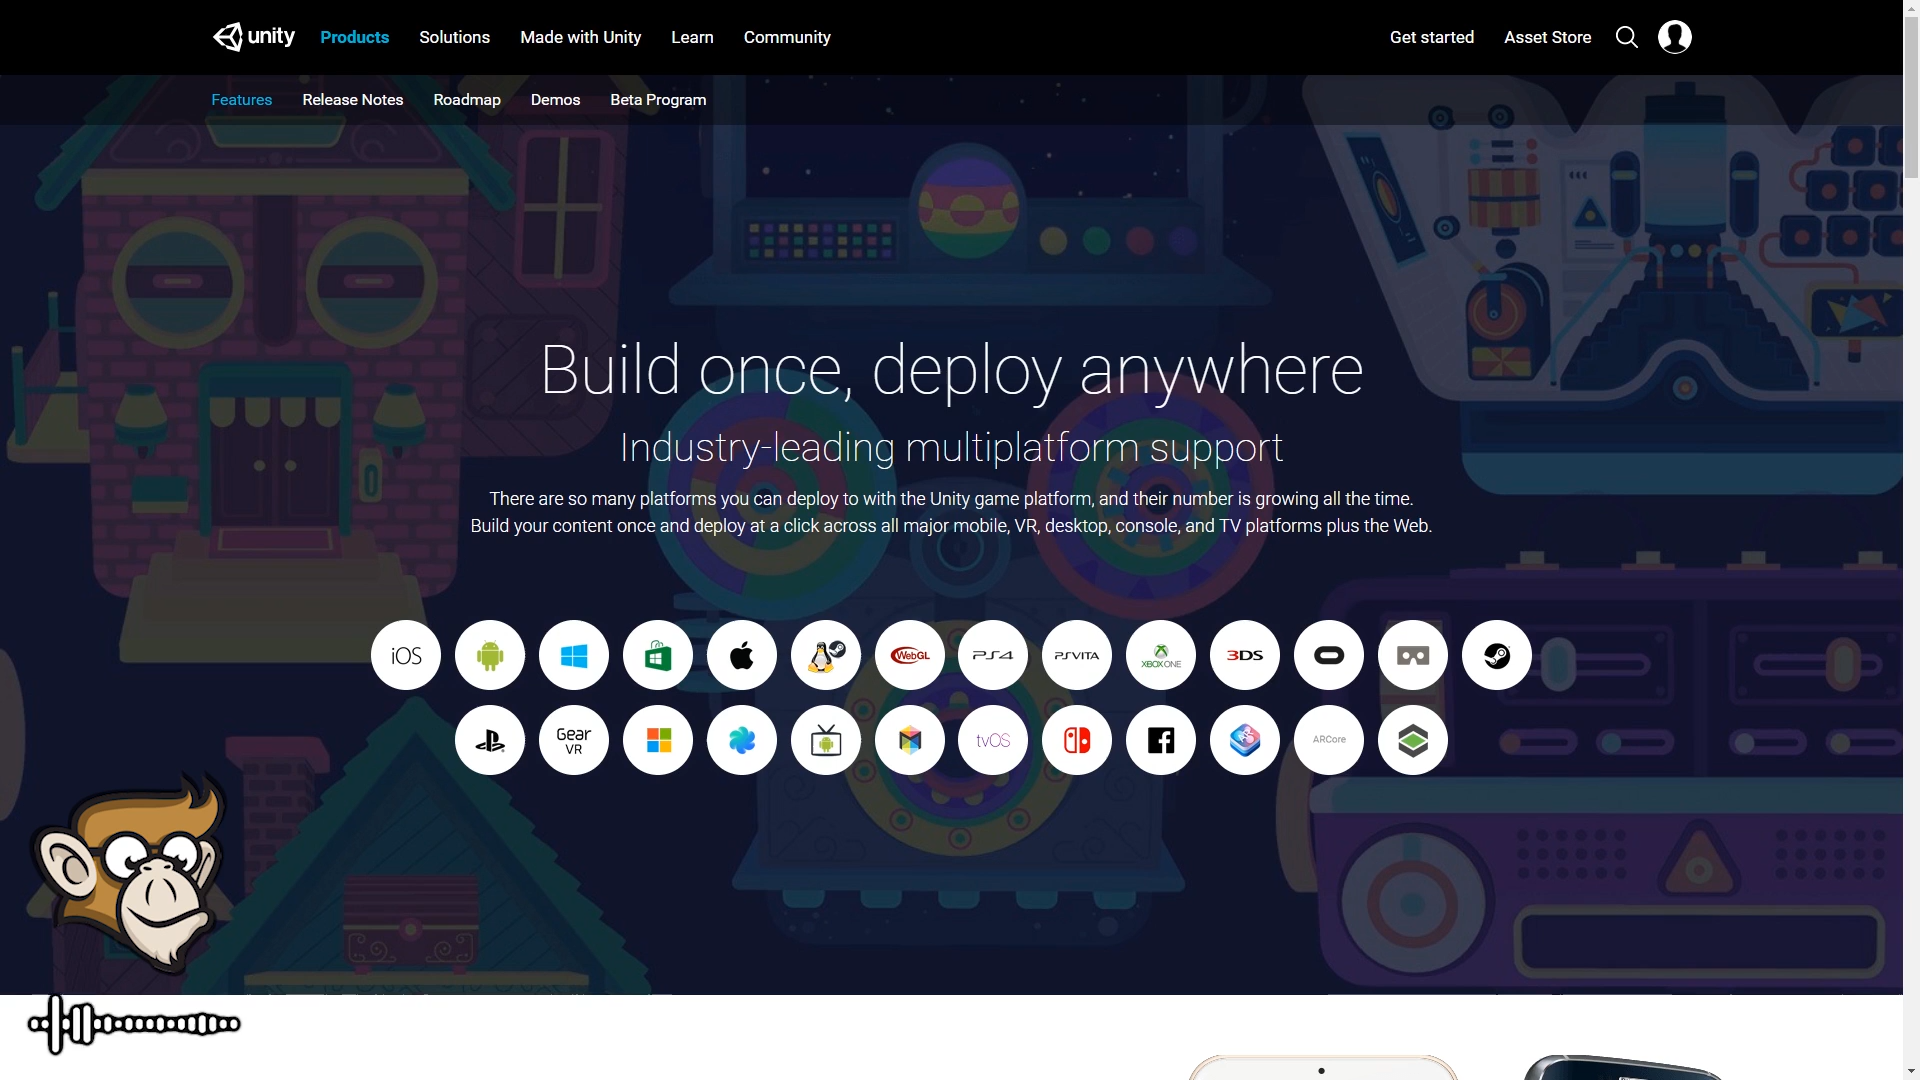 unity Products Solutions Made with Unity Learn Community Get started Asset Store
Features Release Notes Roadmap Demos Beta Program
Build once, deploy anywhere
Industry-leading multiplatform support
There are so many platforms you can deploy to with the Unity game platform, and their number is growing all the time.
Build your content once and deploy at a click across all major mobile, VR, desktop, console, and TV platforms plus the Web.
iOS WebGL PS4 PSVITA XBOX ONE 3DS
Gear VR tvOS ARCore